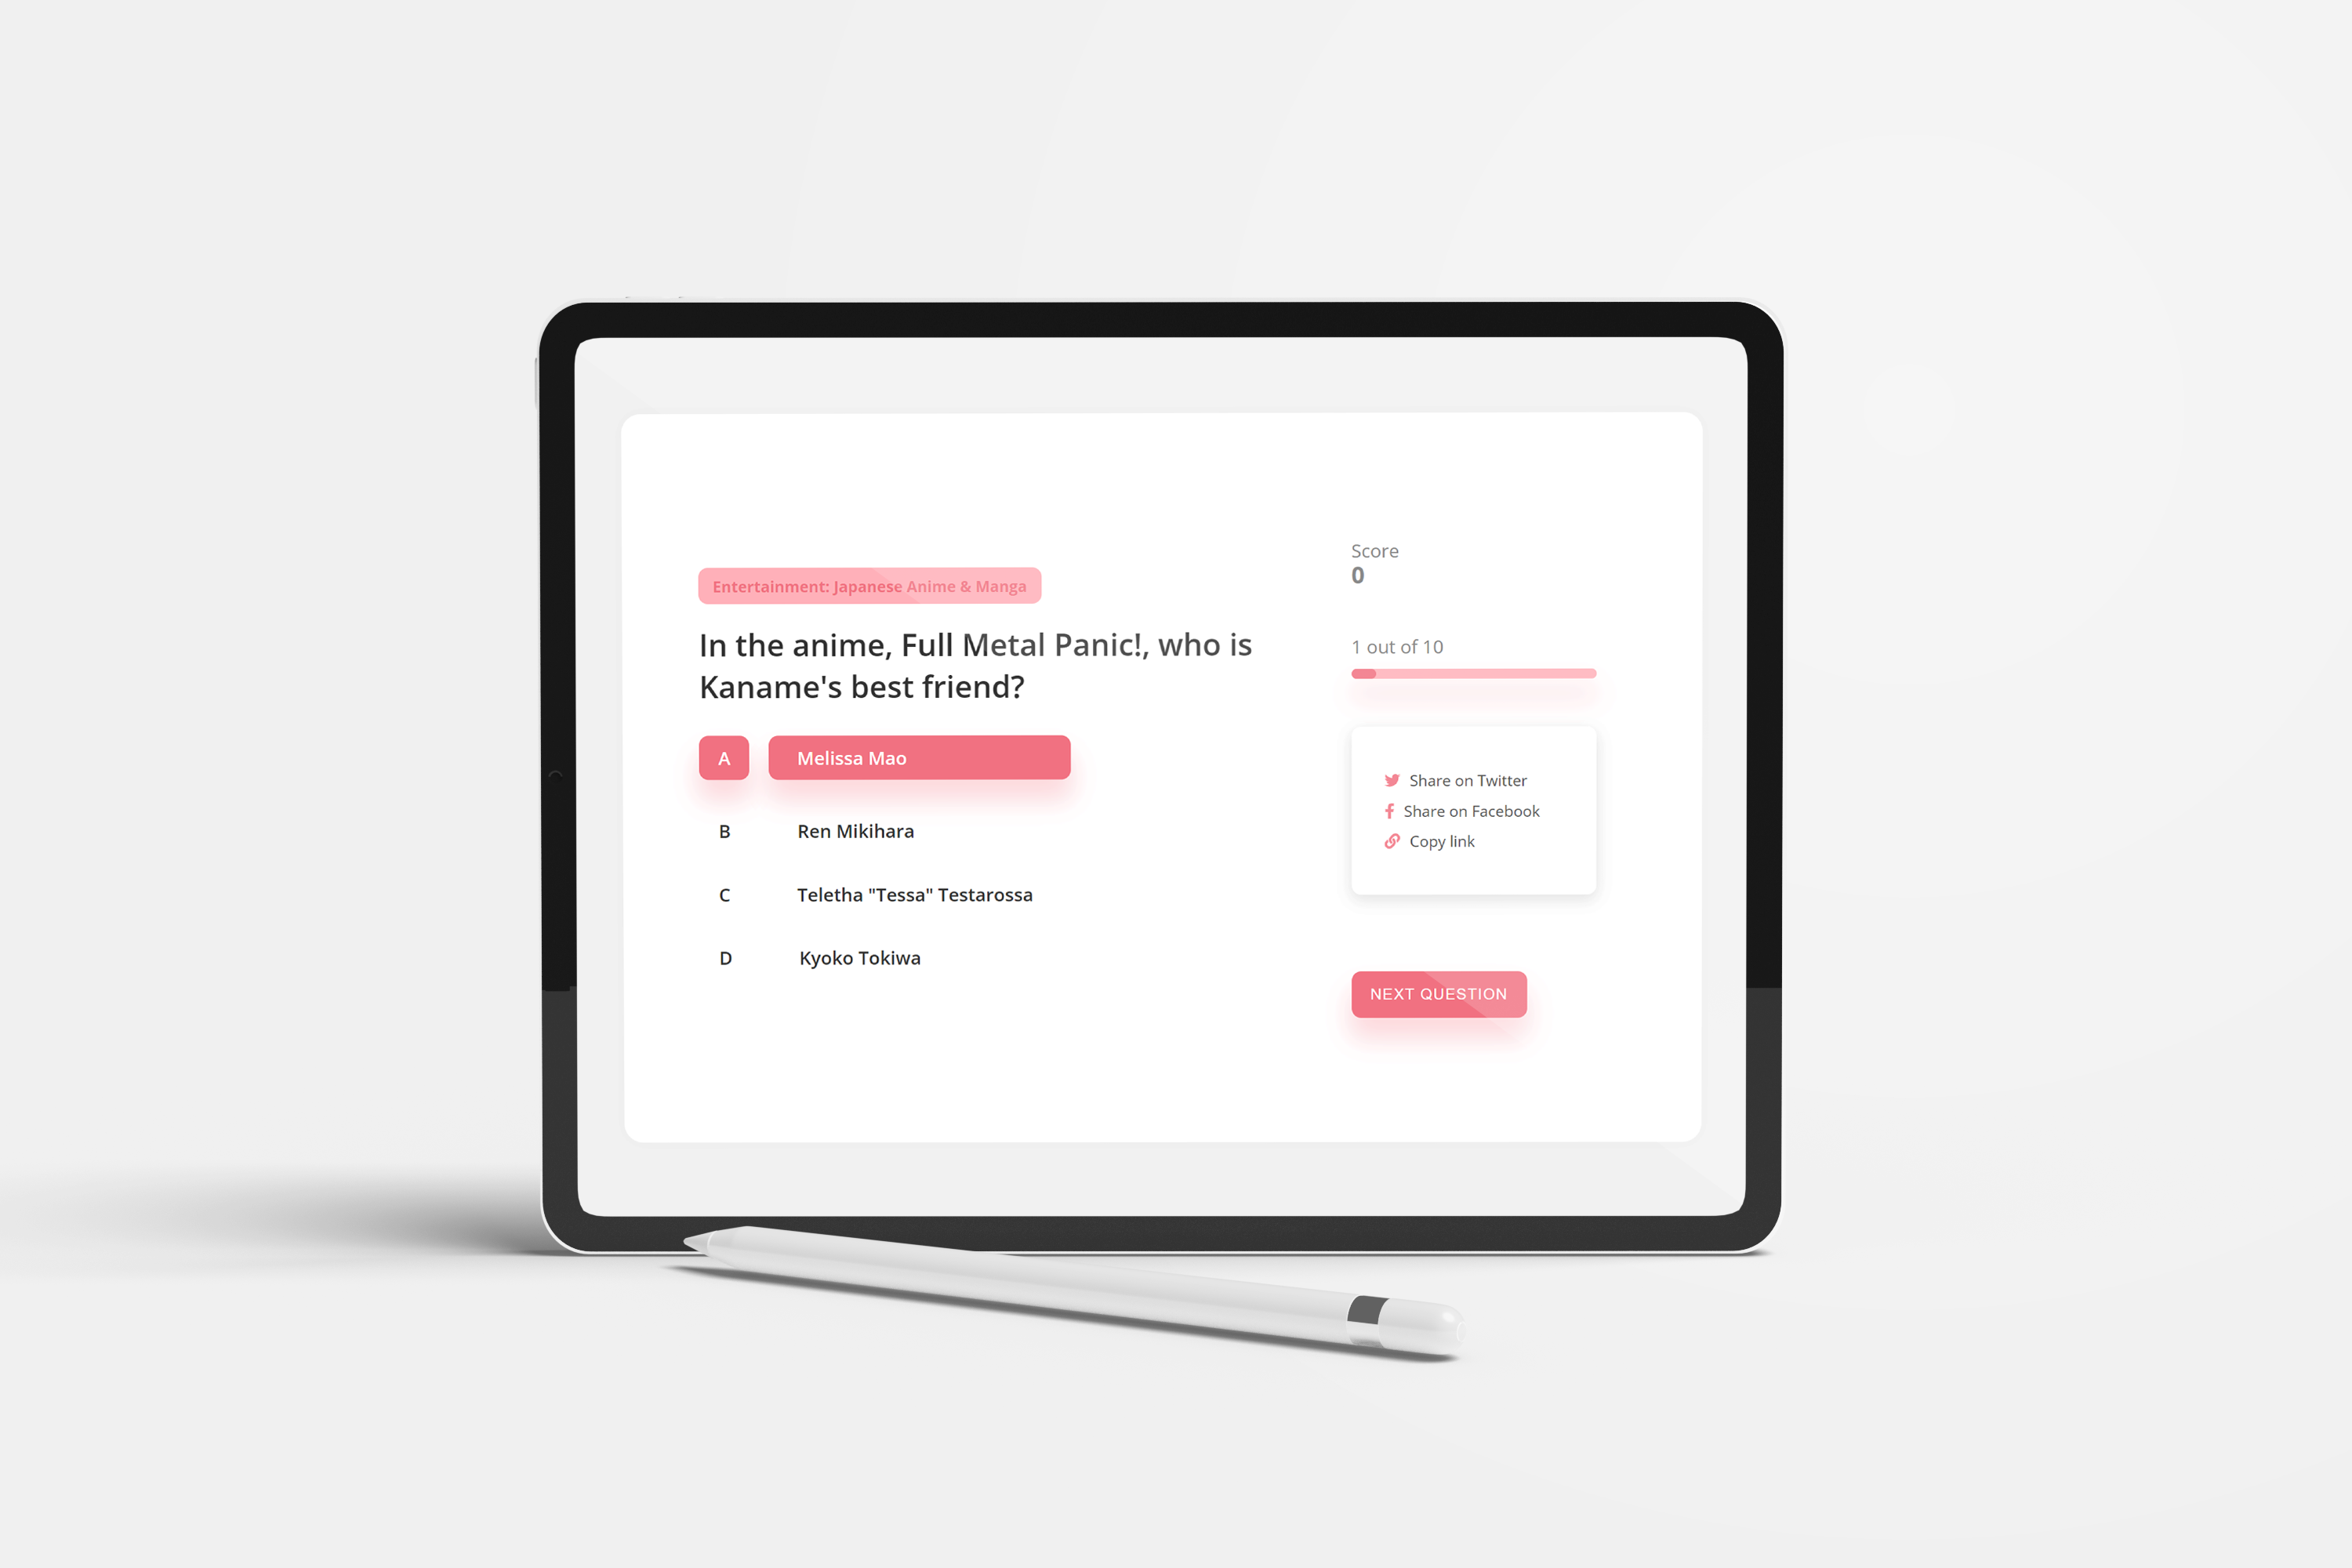 Entertainment: Japanese Anime & Manga
In the anime, Full Metal Panic!, who is
Kaname's best friend?
A Melissa Mao
B Ren Mikihara
C Teletha "Tessa" Testarossa
D Kyoko Tokiwa
Score
0
1 out of 10
Share on Twitter
Share on Facebook
Copy link
NEXT QUESTION